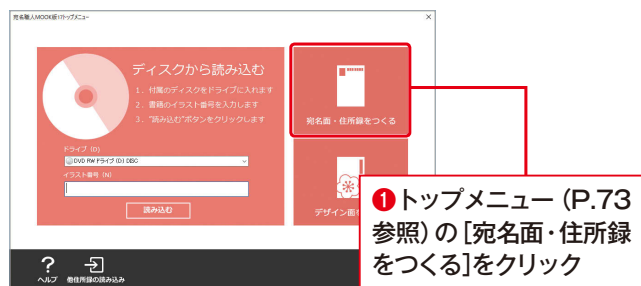 宛名職人MOOK版17トップメニュー
ディスクから読み込む
1．付属のディスクをドライブに入れます
2．書籍のイラスト番号を入力します
3．"読み込む"ボタンをクリックします
ドライブ（D）
DVD RW ドライブ (D:) DISC
イラスト番号（N）
読み込む
宛名面・住所録をつくる
デザイン面を
❶トップメニュー（P.73
参照）の［宛名面・住所録
をつくる］をクリック
?
ヘルプ
他住所録の読み込み